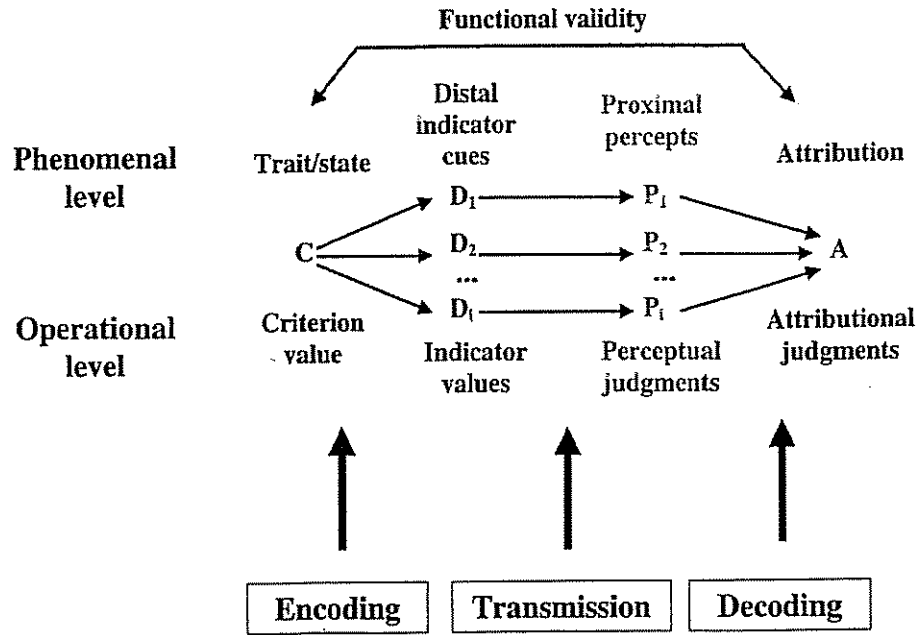 Functional validity
Distal
indicator
cues
Proximal
percepts
Phenomenal
level
Trait/state
Attribution
D₁
P₁
C
D₂
P₂
A
...
...
Dᵢ
Pᵢ
Operational
level
Criterion
value
Indicator
values
Perceptual
judgments
Attributional
judgments
Encoding
Transmission
Decoding